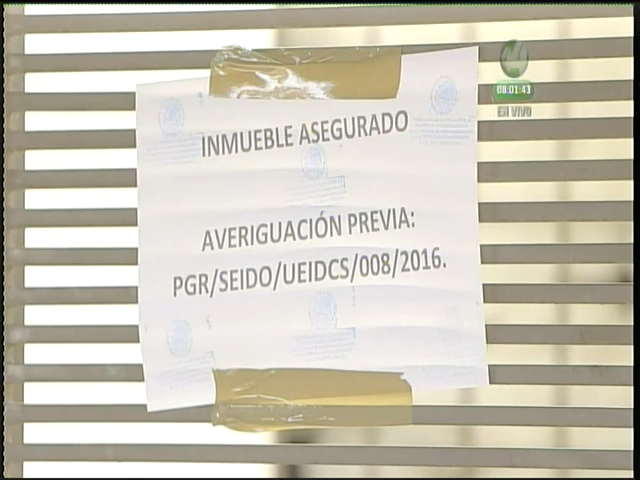 08:01:43
EN VIVO
INMUEBLE ASEGURADO
AVERIGUACIÓN PREVIA:
PGR/SEIDO/UEIDCS/008/2016.